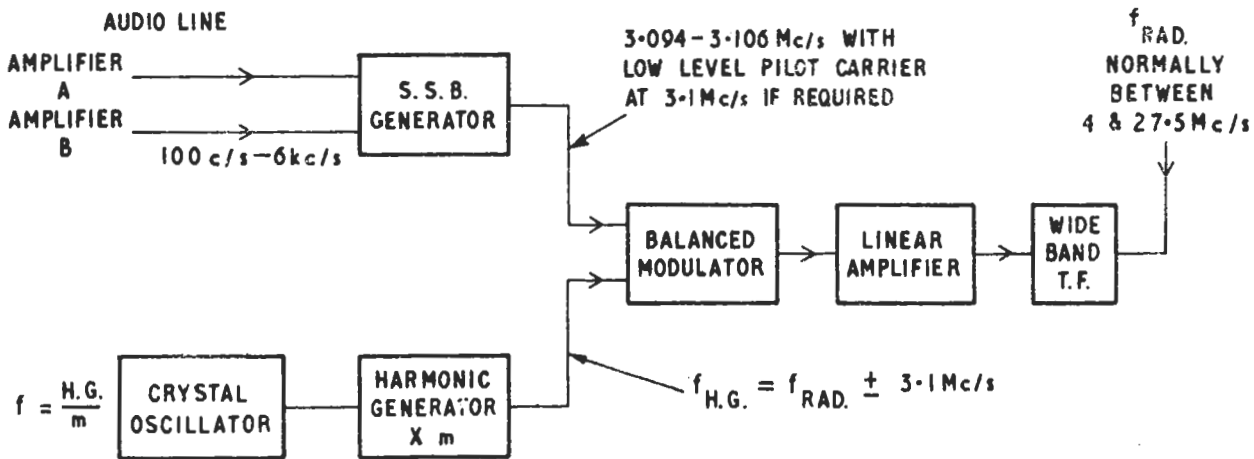 AUDIO LINE
AMPLIFIER
A
AMPLIFIER
B
100 c/s-6kc/s
S. S. B.
GENERATOR
3·094-3·106 Mc/s WITH
LOW LEVEL PILOT CARRIER
AT 3·1 Mc/s IF REQUIRED
f RAD.
NORMALLY
BETWEEN
4 & 27·5 Mc/s
BALANCED
MODULATOR
LINEAR
AMPLIFIER
WIDE
BAND
T. F.
f = H.G./m
CRYSTAL
OSCILLATOR
HARMONIC
GENERATOR
X m
f H.G. = f RAD. ± 3·1 Mc/s